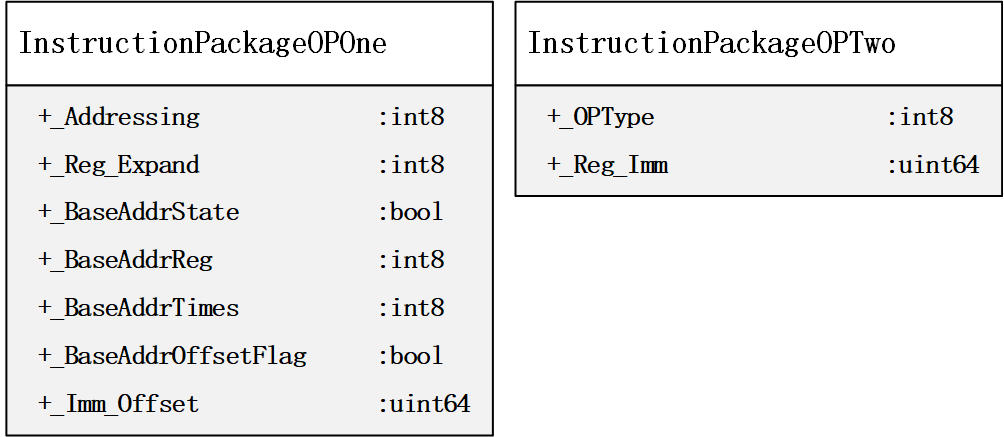 InstructionPackageOPOne
+_Addressing :int8
+_Reg_Expand :int8
+_BaseAddrState :bool
+_BaseAddrReg :int8
+_BaseAddrTimes :int8
+_BaseAddrOffsetFlag :bool
+_Imm_Offset :uint64
InstructionPackageOPTwo
+_OPType :int8
+_Reg_Imm :uint64